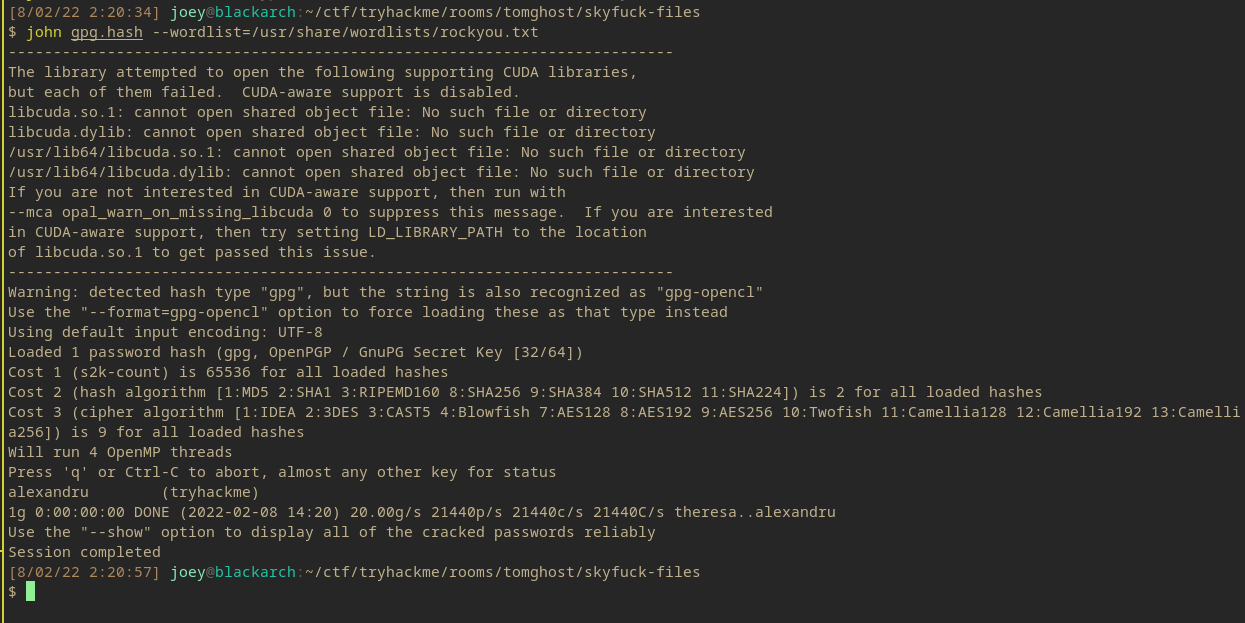 [8/02/22 2:20:34] joey@blackarch:~/ctf/tryhackme/rooms/tomghost/skyfuck-files
$ john gpg.hash --wordlist=/usr/share/wordlists/rockyou.txt
--------------------------------------------------------------------------
The library attempted to open the following supporting CUDA libraries,
but each of them failed.  CUDA-aware support is disabled.
libcuda.so.1: cannot open shared object file: No such file or directory
libcuda.dylib: cannot open shared object file: No such file or directory
/usr/lib64/libcuda.so.1: cannot open shared object file: No such file or directory
/usr/lib64/libcuda.dylib: cannot open shared object file: No such file or directory
If you are not interested in CUDA-aware support, then run with
--mca opal_warn_on_missing_libcuda 0 to suppress this message.  If you are interested
in CUDA-aware support, then try setting LD_LIBRARY_PATH to the location
of libcuda.so.1 to get passed this issue.
--------------------------------------------------------------------------
Warning: detected hash type "gpg", but the string is also recognized as "gpg-opencl"
Use the "--format=gpg-opencl" option to force loading these as that type instead
Using default input encoding: UTF-8
Loaded 1 password hash (gpg, OpenPGP / GnuPG Secret Key [32/64])
Cost 1 (s2k-count) is 65536 for all loaded hashes
Cost 2 (hash algorithm [1:MD5 2:SHA1 3:RIPEMD160 8:SHA256 9:SHA384 10:SHA512 11:SHA224]) is 2 for all loaded hashes
Cost 3 (cipher algorithm [1:IDEA 2:3DES 3:CAST5 4:Blowfish 7:AES128 8:AES192 9:AES256 10:Twofish 11:Camellia128 12:Camellia192 13:Camelli
a256]) is 9 for all loaded hashes
Will run 4 OpenMP threads
Press 'q' or Ctrl-C to abort, almost any other key for status
alexandru        (tryhackme)
1g 0:00:00:00 DONE (2022-02-08 14:20) 20.00g/s 21440p/s 21440c/s 21440C/s theresa..alexandru
Use the "--show" option to display all of the cracked passwords reliably
Session completed
[8/02/22 2:20:57] joey@blackarch:~/ctf/tryhackme/rooms/tomghost/skyfuck-files
$